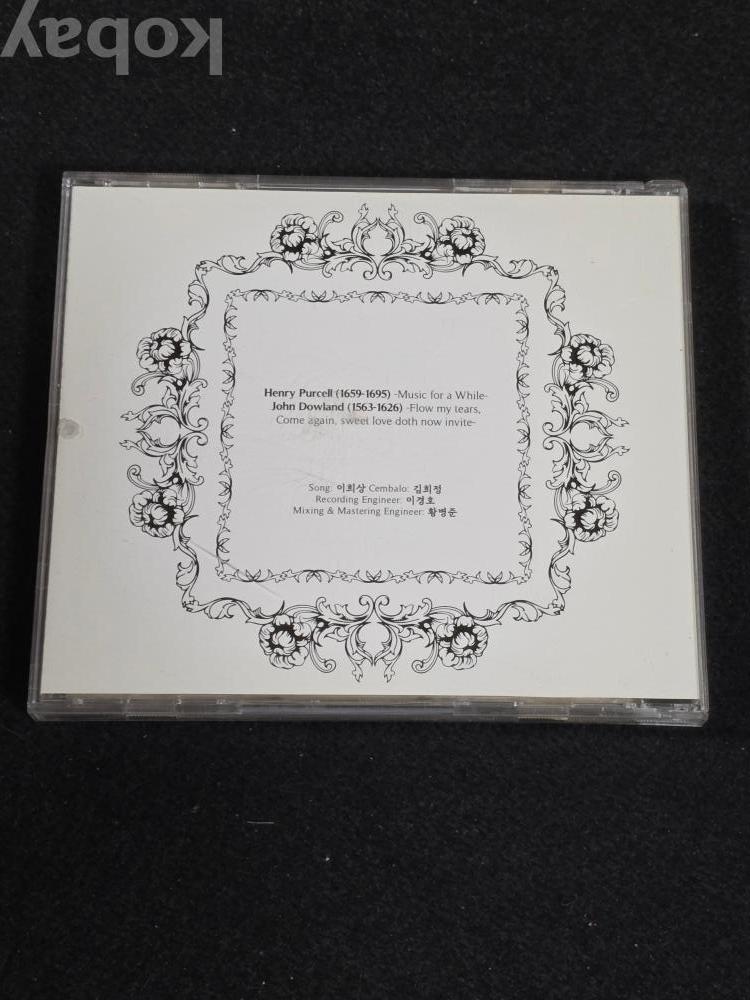 kobay
Henry Purcell (1659-1695) -Music for a While-
John Dowland (1563-1626) -Flow my tears,
Come again, sweet love doth now invite-
Song: 이희상 Cembalo: 김희정
Recording Engineer: 이경호
Mixing & Mastering Engineer: 황병준